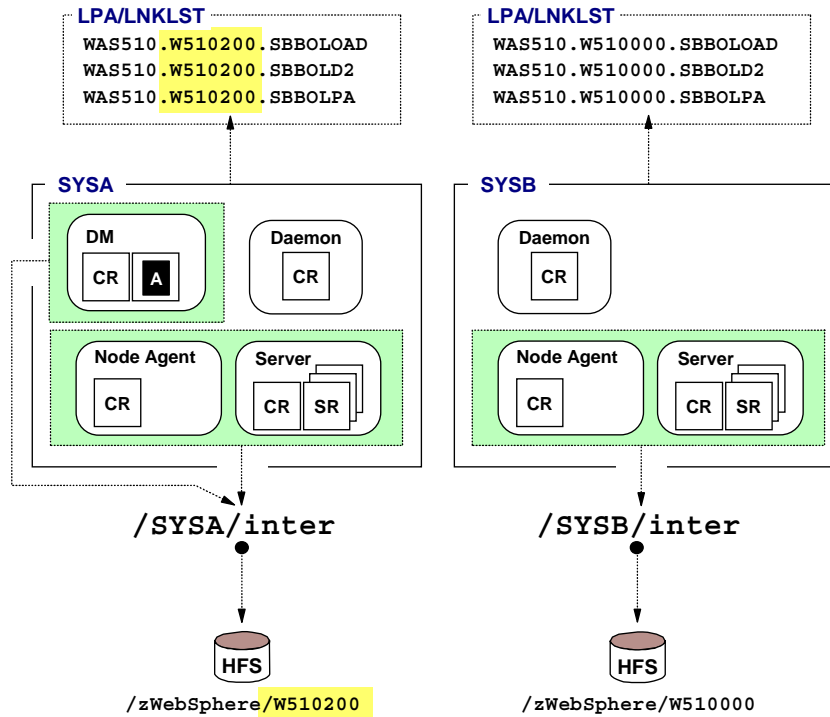 LPA/LNKLST
WAS510.W510200.SBBOLOAD
WAS510.W510200.SBBOLD2
WAS510.W510200.SBBOLPA
LPA/LNKLST
WAS510.W510000.SBBOLOAD
WAS510.W510000.SBBOLD2
WAS510.W510000.SBBOLPA
SYSA
DM
CR
A
Daemon
CR
Node Agent
CR
Server
CR
SR
SYSB
Daemon
CR
Node Agent
CR
Server
CR
SR
/SYSA/inter
/SYSB/inter
HFS
HFS
/zWebSphere/W510200
/zWebSphere/W510000